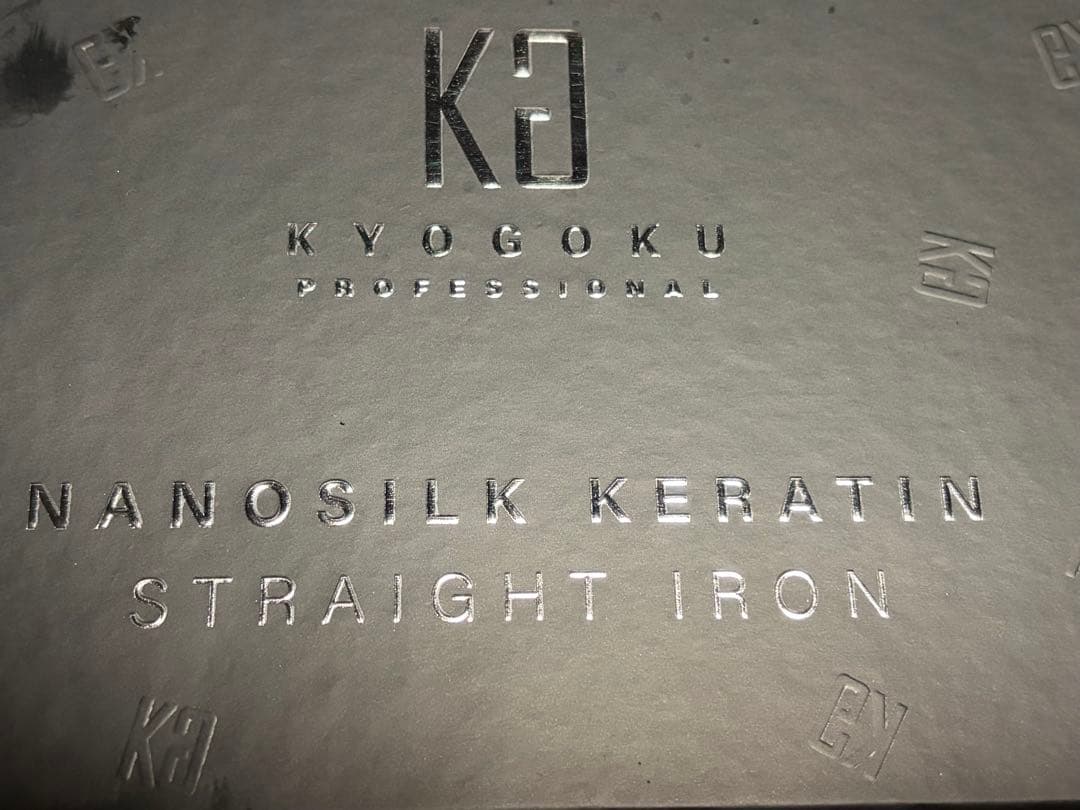 KG
KYOGOKU
PROFESSIONAL
NANOSILK KERATIN
STRAIGHT IRON